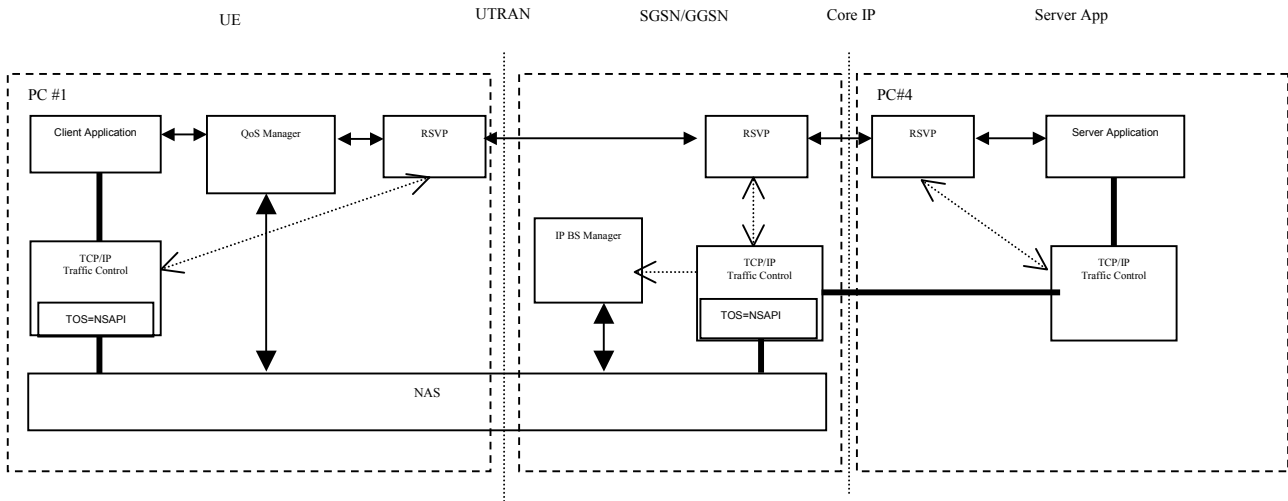 UE
UTRAN
SGSN/GGSN
Core IP
Server App
PC #1
Client Application
QoS Manager
RSVP
TCP/IP
Traffic Control
TOS=NSAPI
RSVP
IP BS Manager
TCP/IP
Traffic Control
TOS=NSAPI
NAS
PC#4
RSVP
Server Application
TCP/IP
Traffic Control